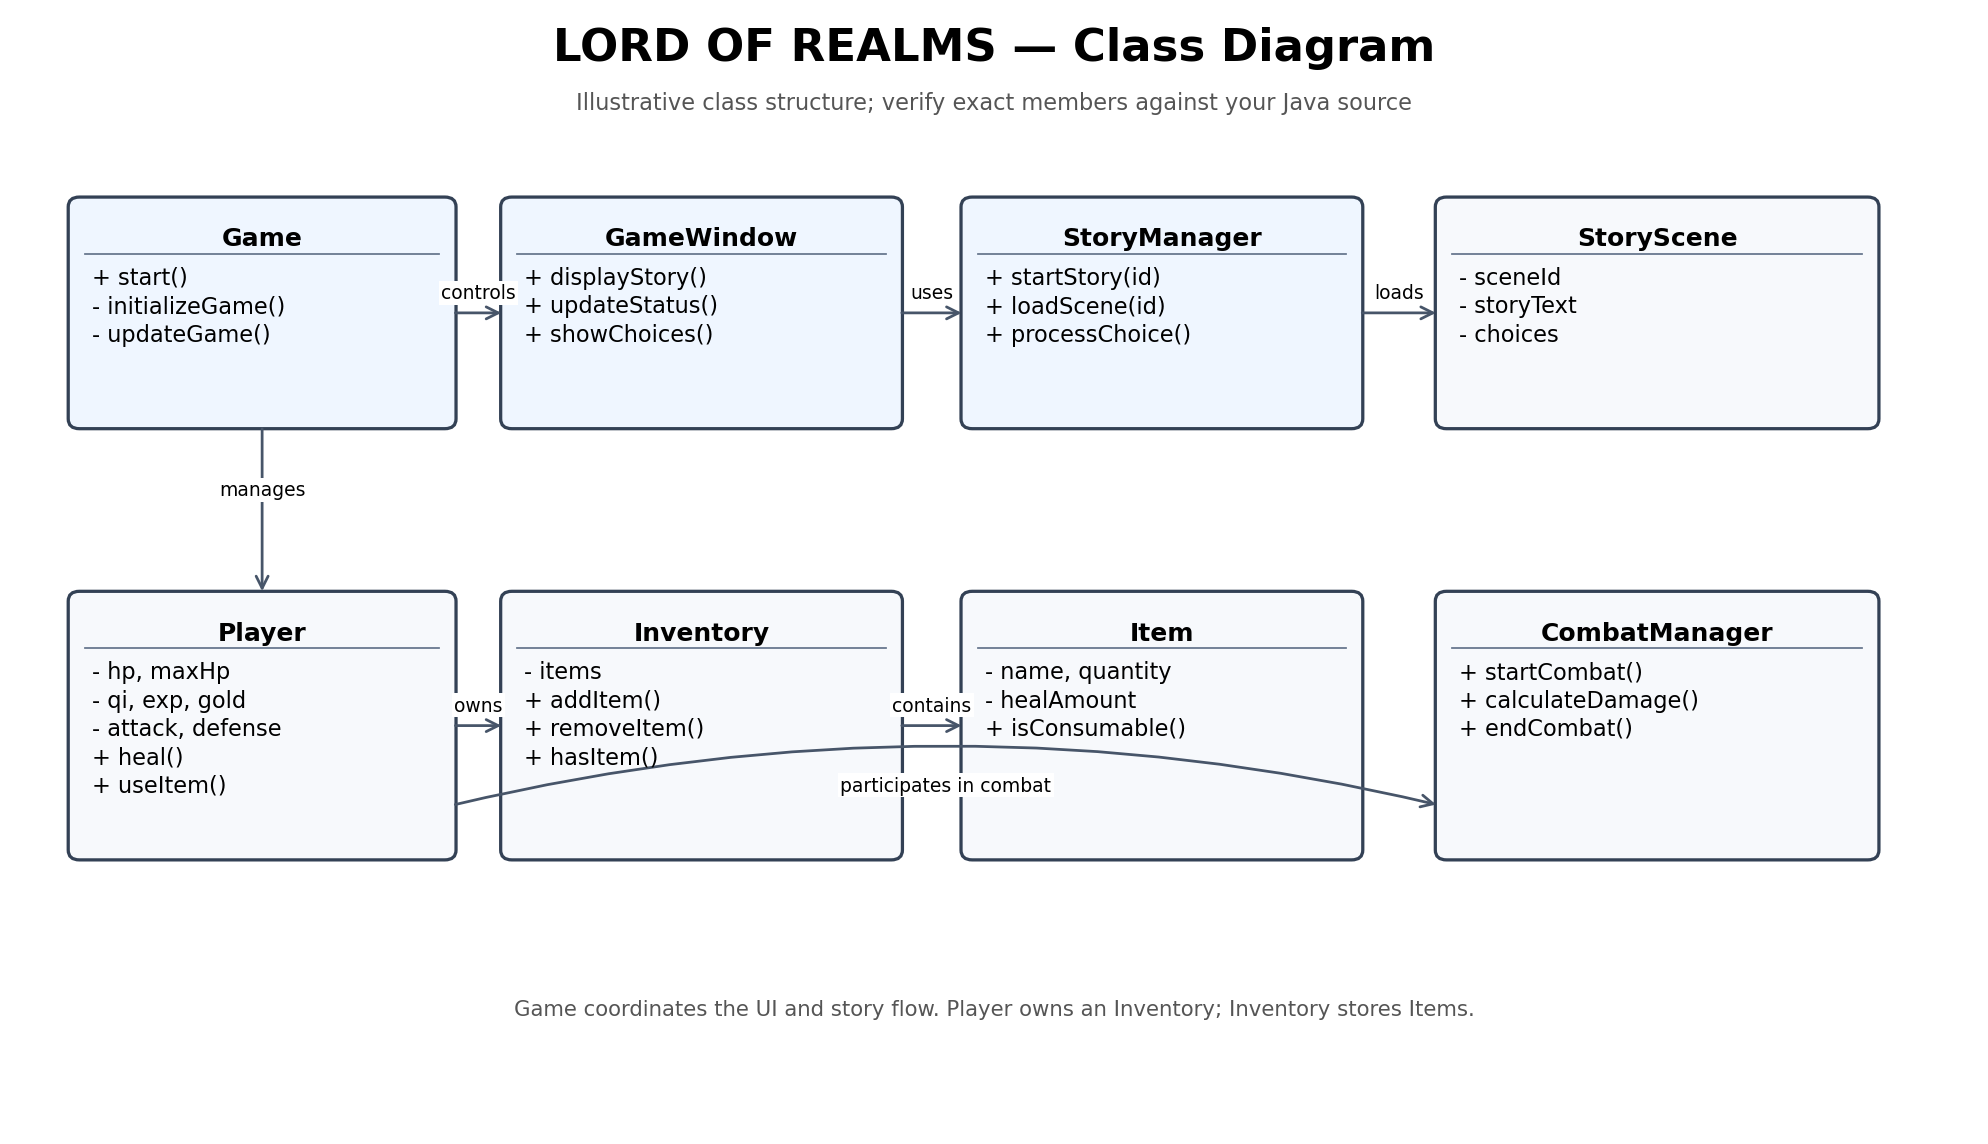 LORD OF REALMS — Class Diagram
Illustrative class structure; verify exact members against your Java source
Game
+ start()
- initializeGame()
- updateGame()
controls
GameWindow
+ displayStory()
+ updateStatus()
+ showChoices()
uses
StoryManager
+ startStory(id)
+ loadScene(id)
+ processChoice()
loads
StoryScene
- sceneId
- storyText
- choices
manages
Player
- hp, maxHp
- qi, exp, gold
- attack, defense
+ heal()
+ useItem()
owns
Inventory
- items
+ addItem()
+ removeItem()
+ hasItem()
contains
Item
- name, quantity
- healAmount
+ isConsumable()
participates in combat
CombatManager
+ startCombat()
+ calculateDamage()
+ endCombat()
Game coordinates the UI and story flow. Player owns an Inventory; Inventory stores Items.